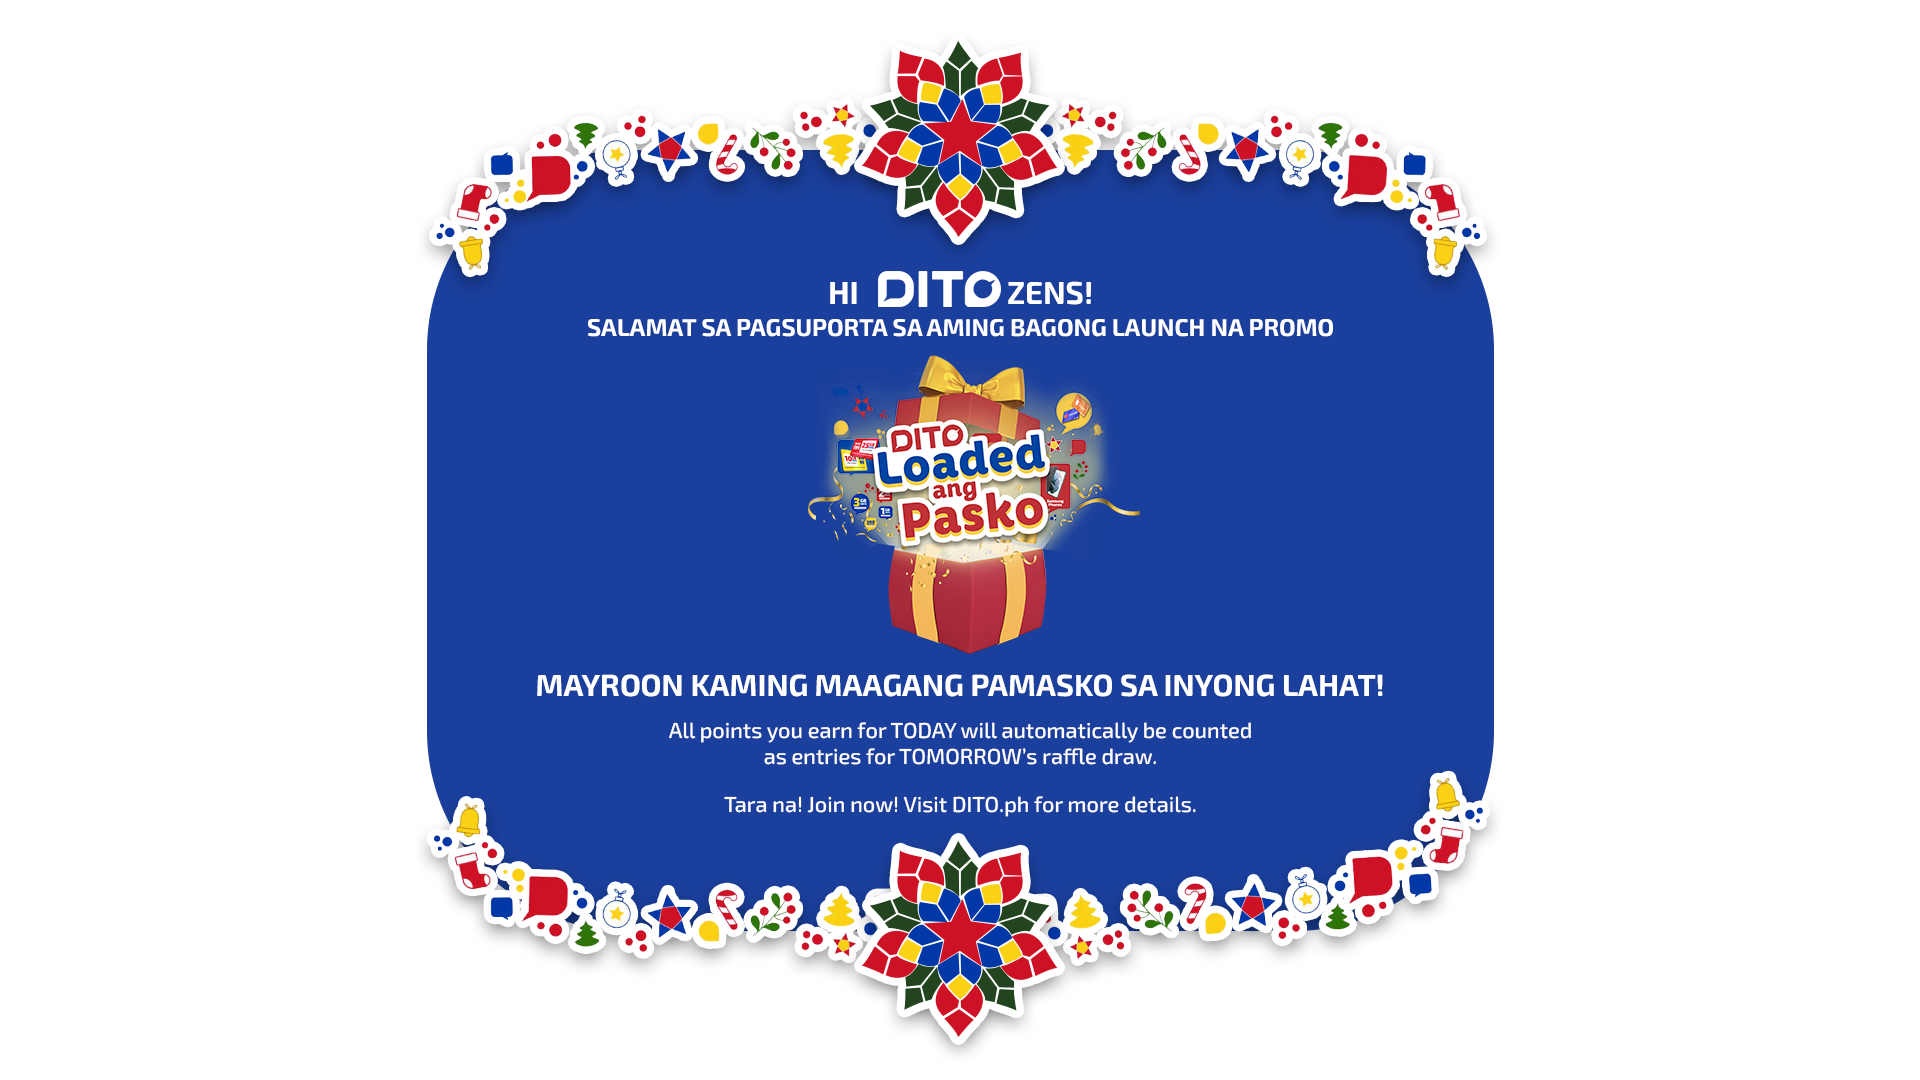 HI DITO ZENS!
SALAMAT SA PAGSUPORTA SA AMING BAGONG LAUNCH NA PROMO
DITO
Loaded
ang
Pasko
MAYROON KAMING MAAGANG PAMASKO SA INYONG LAHAT!
All points you earn for TODAY will automatically be counted
as entries for TOMORROW's raffle draw.
Tara na! Join now! Visit DITO.ph for more details.